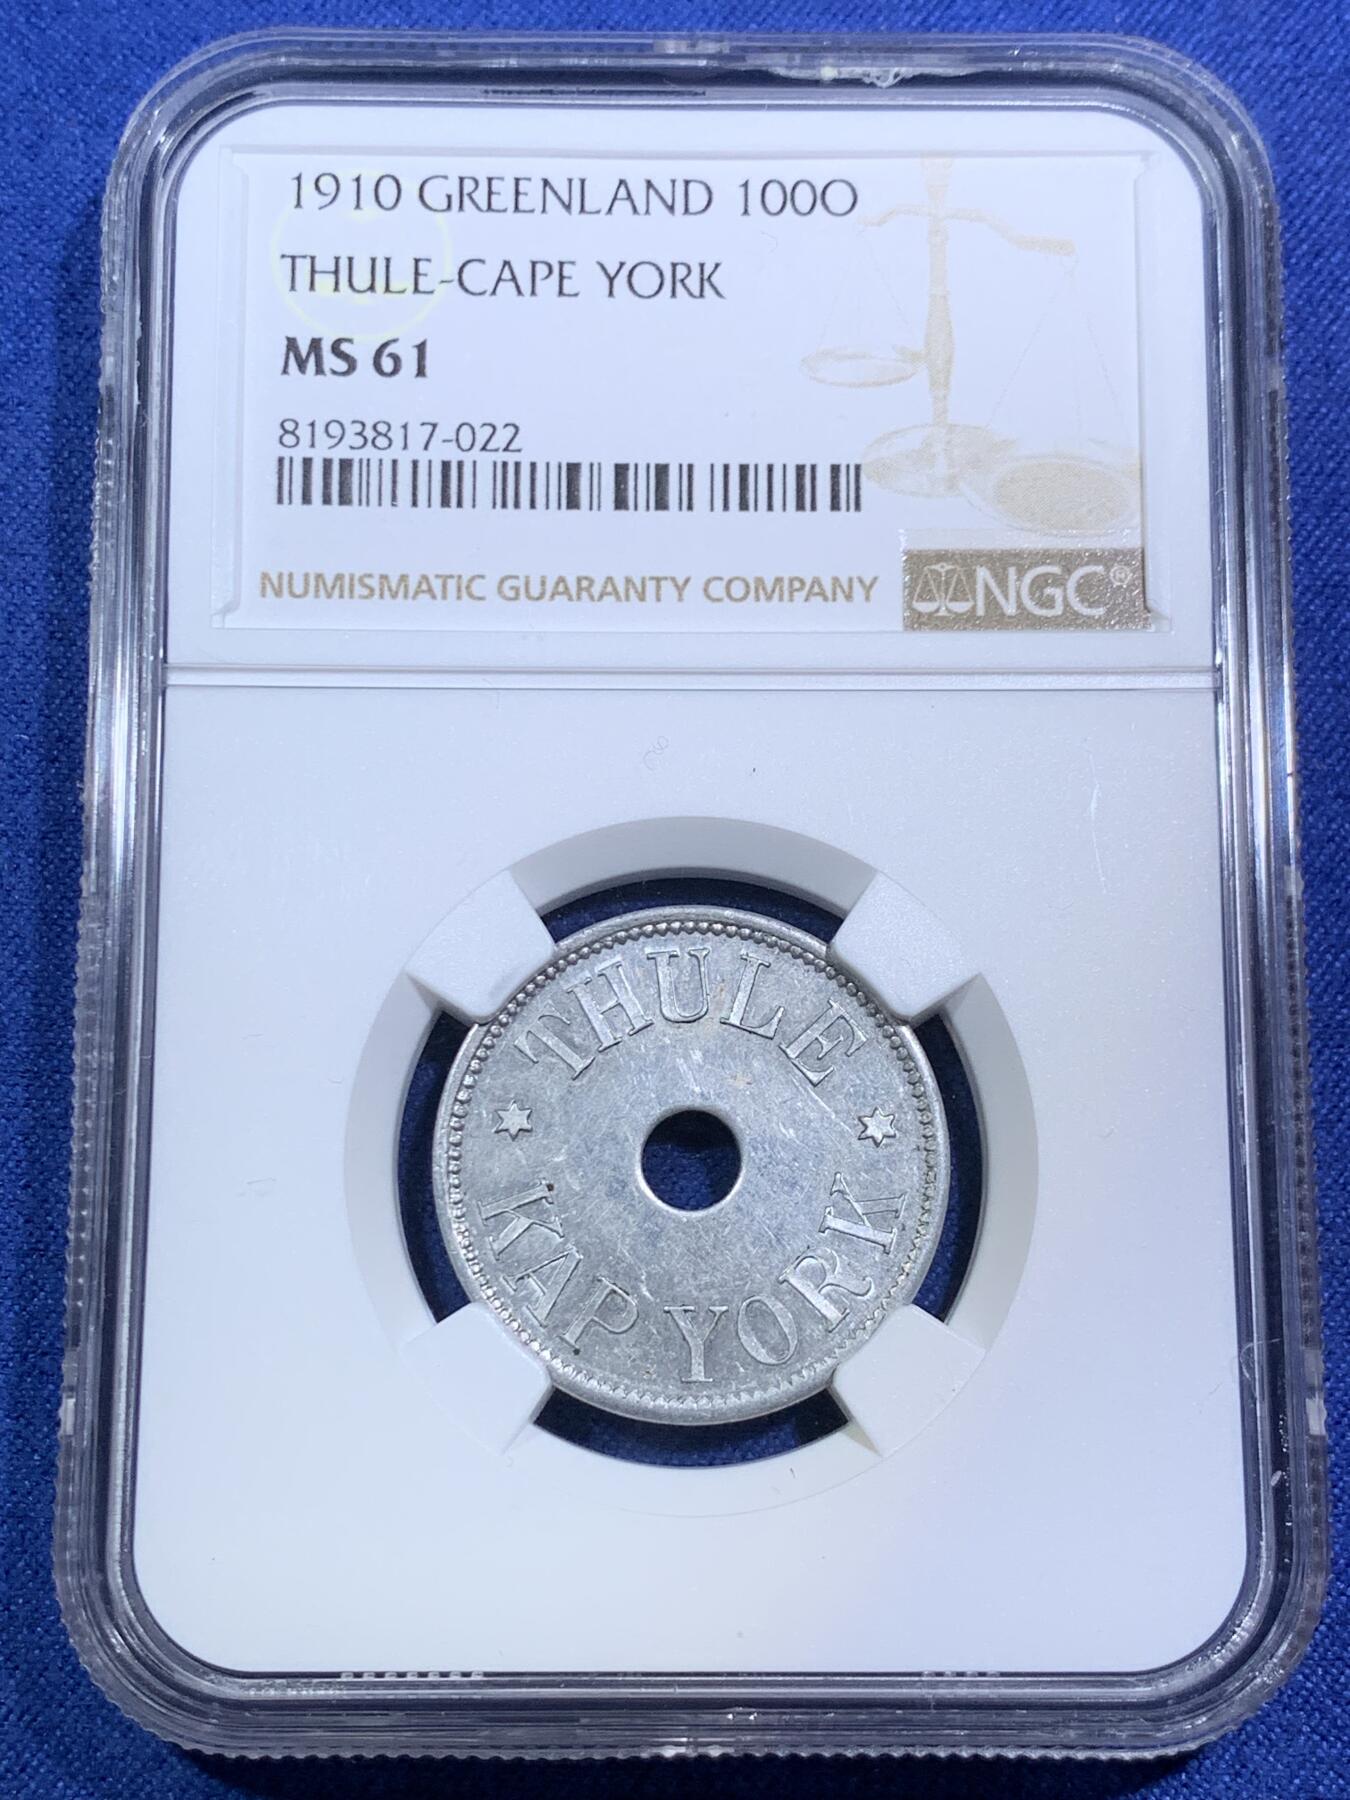 1910 GREENLAND 100O
THULE-CAPE YORK
MS 61
8193817-022
NUMISMATIC GUARANTY COMPANY
NGC®
THULE
KAP YORK